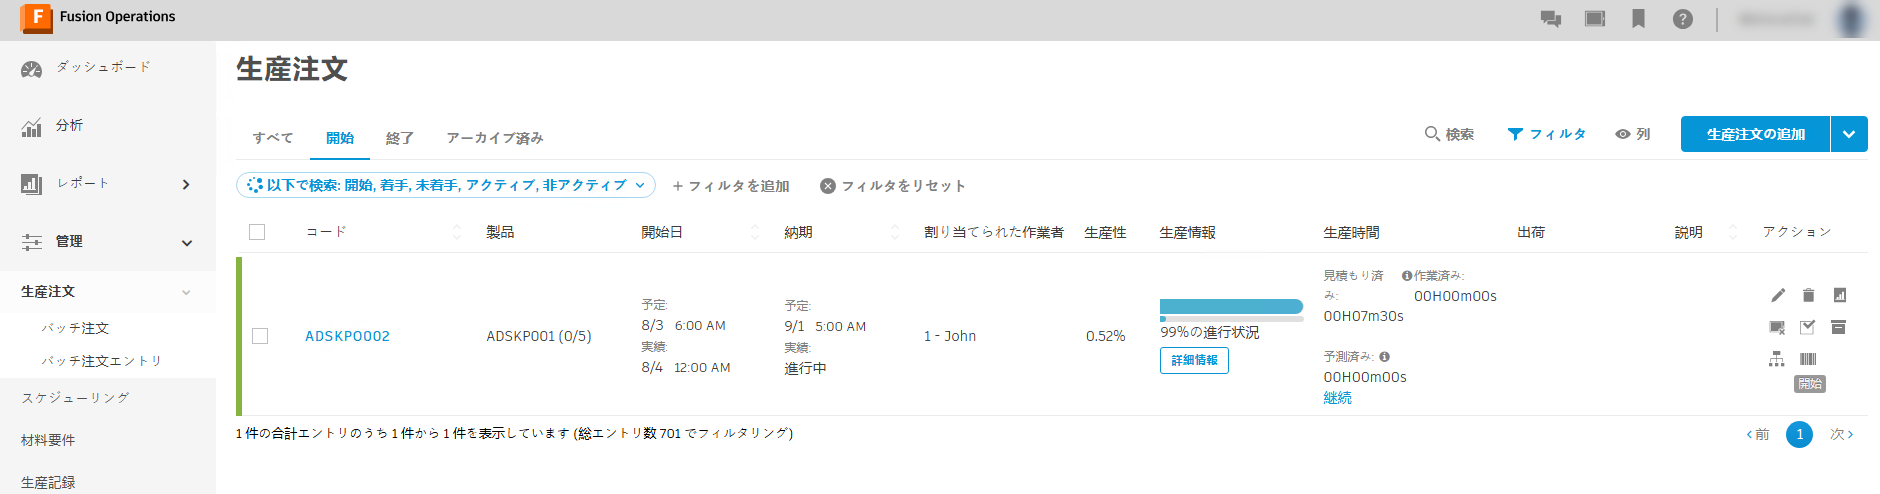 Fusion Operations
ダッシュボード
分析
レポート
管理
生産注文
バッチ注文
バッチ注文エントリ
スケジューリング
材料要件
生産記録
生産注文
すべて 開始 終了 アーカイブ済み
検索 フィルタ 列 生産注文の追加
以下で検索: 開始, 着手, 未着手, アクティブ, 非アクティブ + フィルタを追加 フィルタをリセット
コード 製品 開始日 納期 割り当てられた作業者 生産性 生産情報 生産時間 出荷 説明 アクション
ADSKPO002
ADSKP001 (0/5)
予定:
8/3 6:00 AM
実績:
8/4 12:00 AM
予定:
9/1 5:00 AM
実績:
進行中
1 - John
0.52%
99%の進行状況
詳細情報
見積もり済
み:
00H07m30s
作業済み:
00H00m00s
予測済み:
00H00m00s
継続
開始
1 件の合計エントリのうち 1 件から 1 件を表示しています (総エントリ数 701 でフィルタリング)
前 1 次